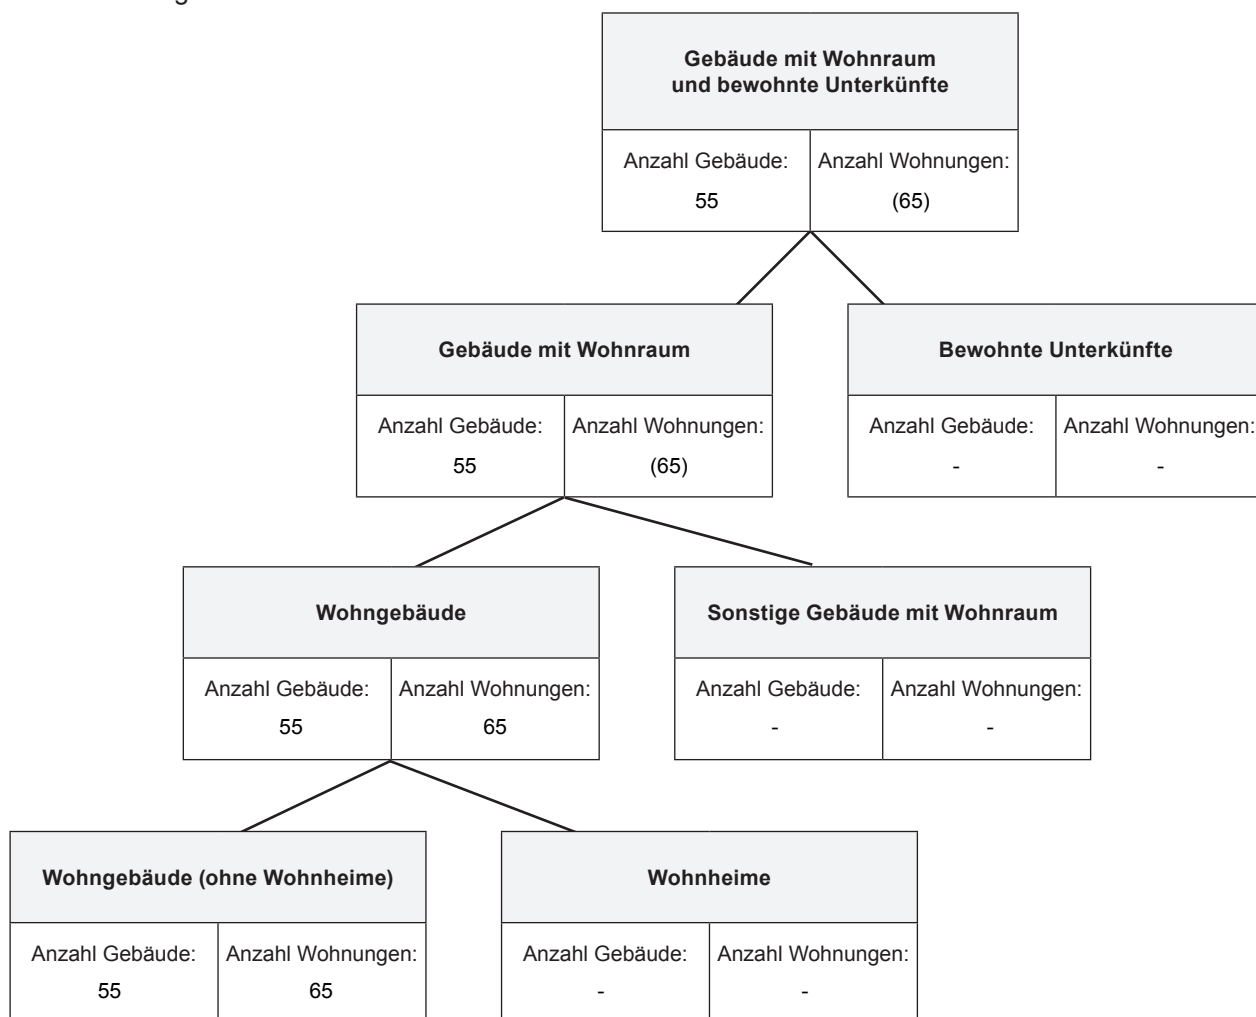 Gebäude mit Wohnraum
und bewohnte Unterkünfte
Anzahl Gebäude: Anzahl Wohnungen:
55 (65)
Gebäude mit Wohnraum
Anzahl Gebäude: Anzahl Wohnungen:
55 (65)
Bewohnte Unterkünfte
Anzahl Gebäude: Anzahl Wohnungen:
- -
Wohngebäude
Anzahl Gebäude: Anzahl Wohnungen:
55 65
Sonstige Gebäude mit Wohnraum
Anzahl Gebäude: Anzahl Wohnungen:
- -
Wohngebäude (ohne Wohnheime)
Anzahl Gebäude: Anzahl Wohnungen:
55 65
Wohnheime
Anzahl Gebäude: Anzahl Wohnungen:
- -